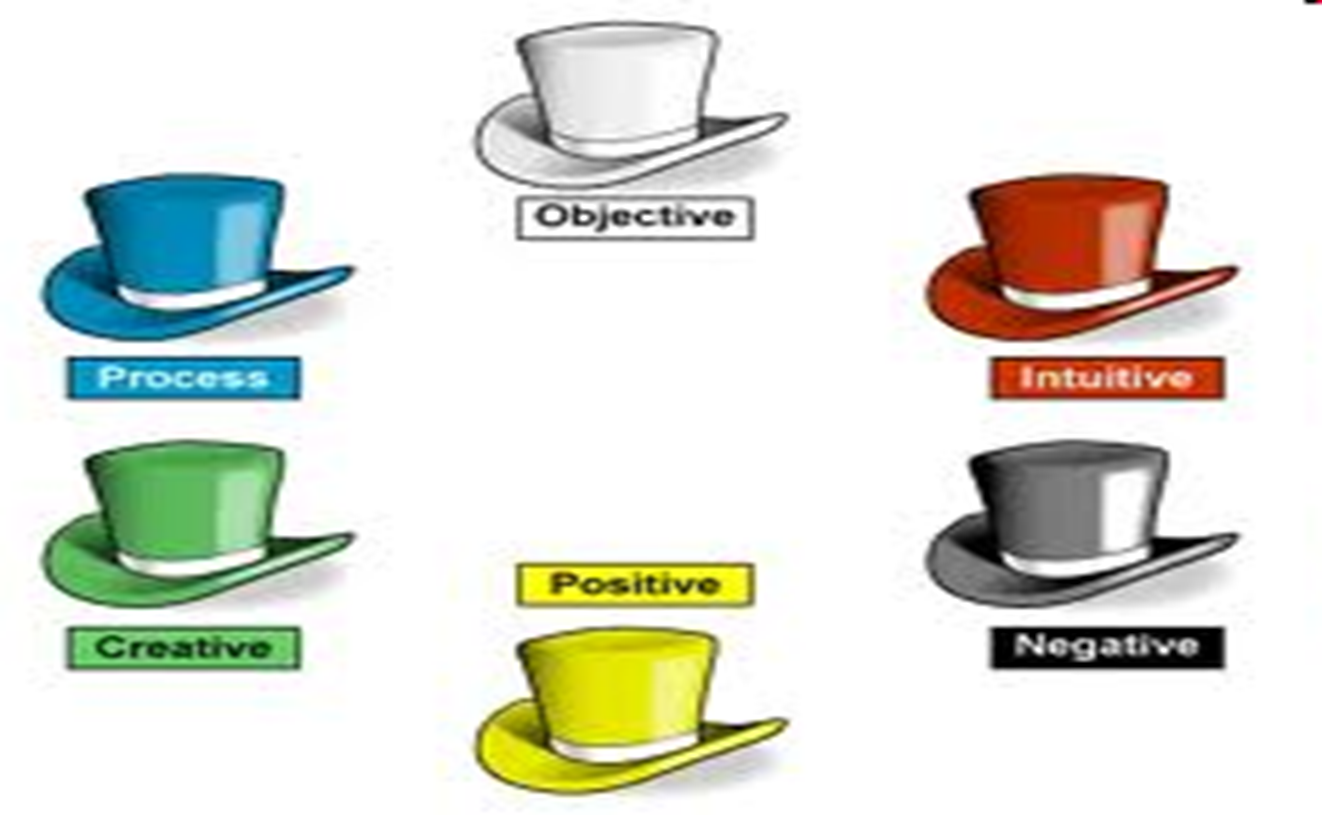 Objective
Process
Intuitive
Positive
Creative
Negative